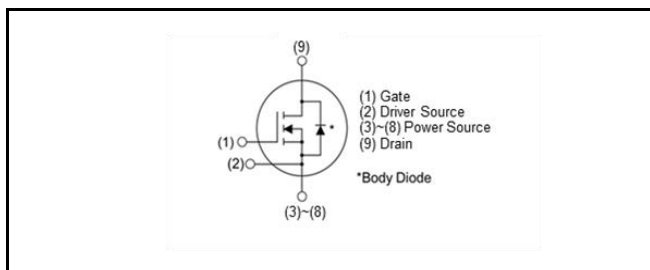 (9)
(1)
(2)
(3)~(8)
(1) Gate
(2) Driver Source
(3)~(8) Power Source
(9) Drain
*
*Body Diode